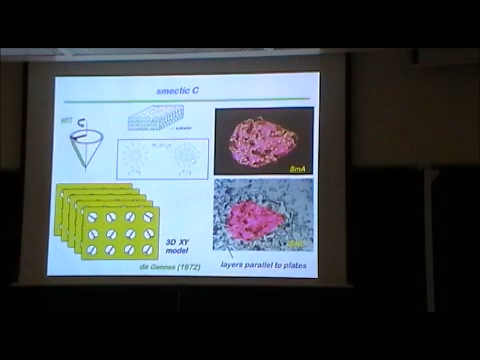 smectic C
SmA
3D XY
model
de Gennes (1972)
layers parallel to plates